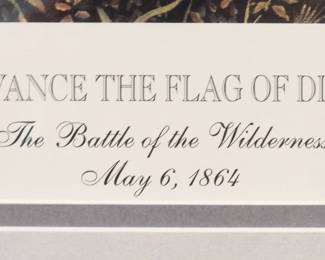 VANCE THE FLAG OF DI
The Battle of the Wilderness
May 6, 1864